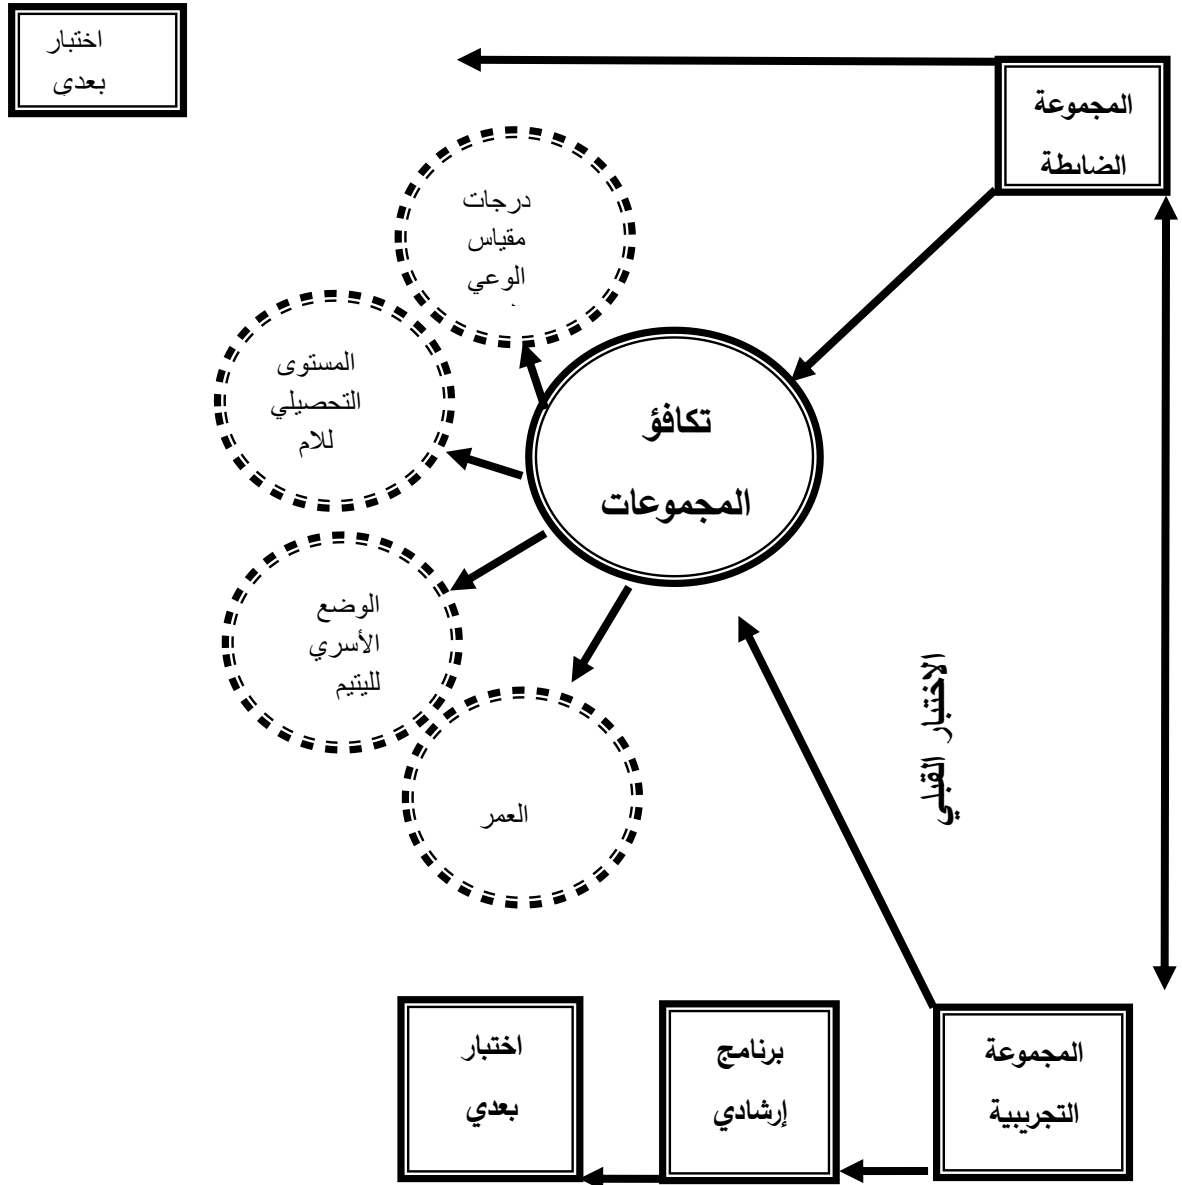 اختبار
بعدي
المجموعة
الضابطة
درجات
مقياس
الوعي
المستوى
التحصيلي
للام
تكافؤ
المجموعات
الوضع
الأسري
لليتيم
العمر
الاختبار القبلي
المجموعة
التجريبية
برنامج
إرشادي
اختبار
بعدي